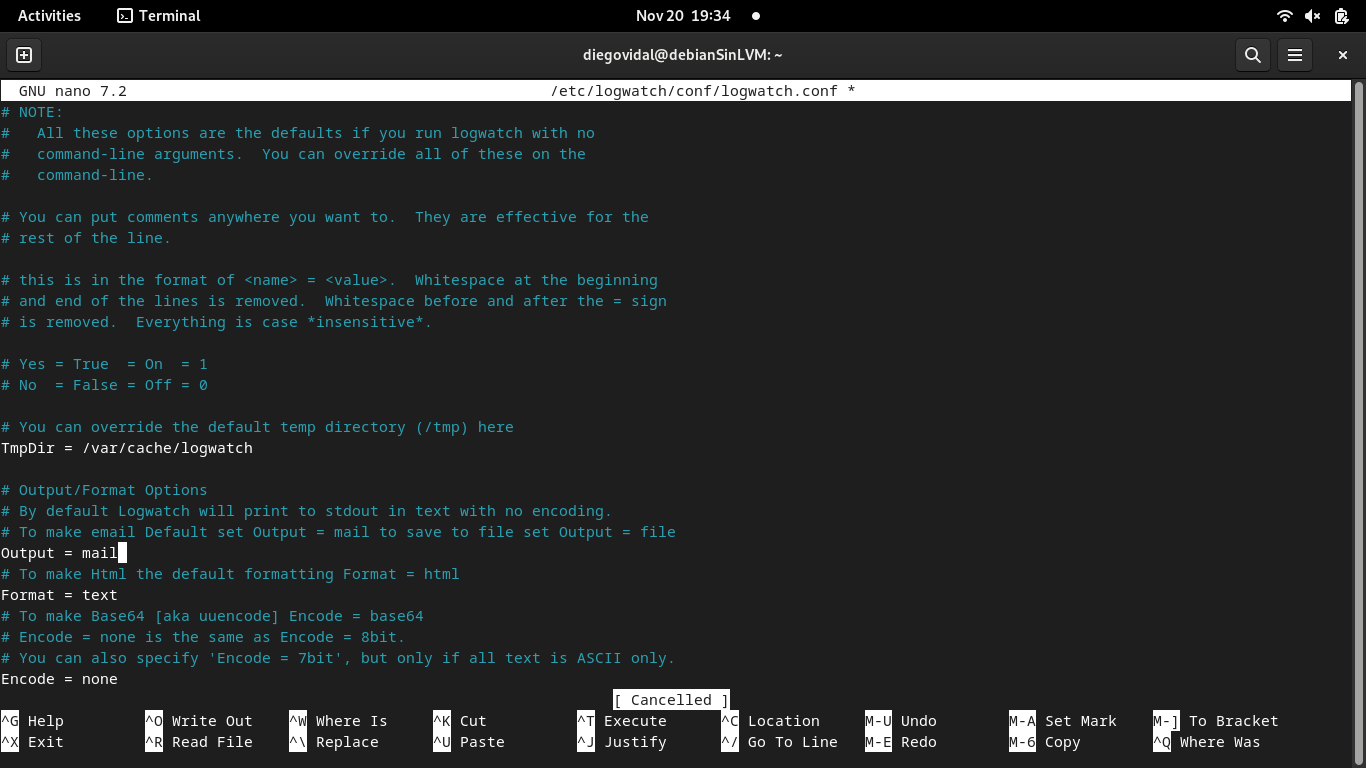 Activities Terminal Nov 20 19:34
diegovidal@debianSinLVM: ~
GNU nano 7.2 /etc/logwatch/conf/logwatch.conf *
# NOTE:
#   All these options are the defaults if you run logwatch with no
#   command-line arguments.  You can override all of these on the
#   command-line.

# You can put comments anywhere you want to.  They are effective for the
# rest of the line.

# this is in the format of <name> = <value>.  Whitespace at the beginning
# and end of the lines is removed.  Whitespace before and after the = sign
# is removed.  Everything is case *insensitive*.

# Yes = True  = On  = 1
# No  = False = Off = 0

# You can override the default temp directory (/tmp) here
TmpDir = /var/cache/logwatch

# Output/Format Options
# By default Logwatch will print to stdout in text with no encoding.
# To make email Default set Output = mail to save to file set Output = file
Output = mail
# To make Html the default formatting Format = html
Format = text
# To make Base64 [aka uuencode] Encode = base64
# Encode = none is the same as Encode = 8bit.
# You can also specify 'Encode = 7bit', but only if all text is ASCII only.
Encode = none
[ Cancelled ]
^G Help ^O Write Out ^W Where Is ^K Cut ^T Execute ^C Location M-U Undo M-A Set Mark M-] To Bracket
^X Exit ^R Read File ^\ Replace ^U Paste ^J Justify ^/ Go To Line M-E Redo M-6 Copy ^Q Where Was